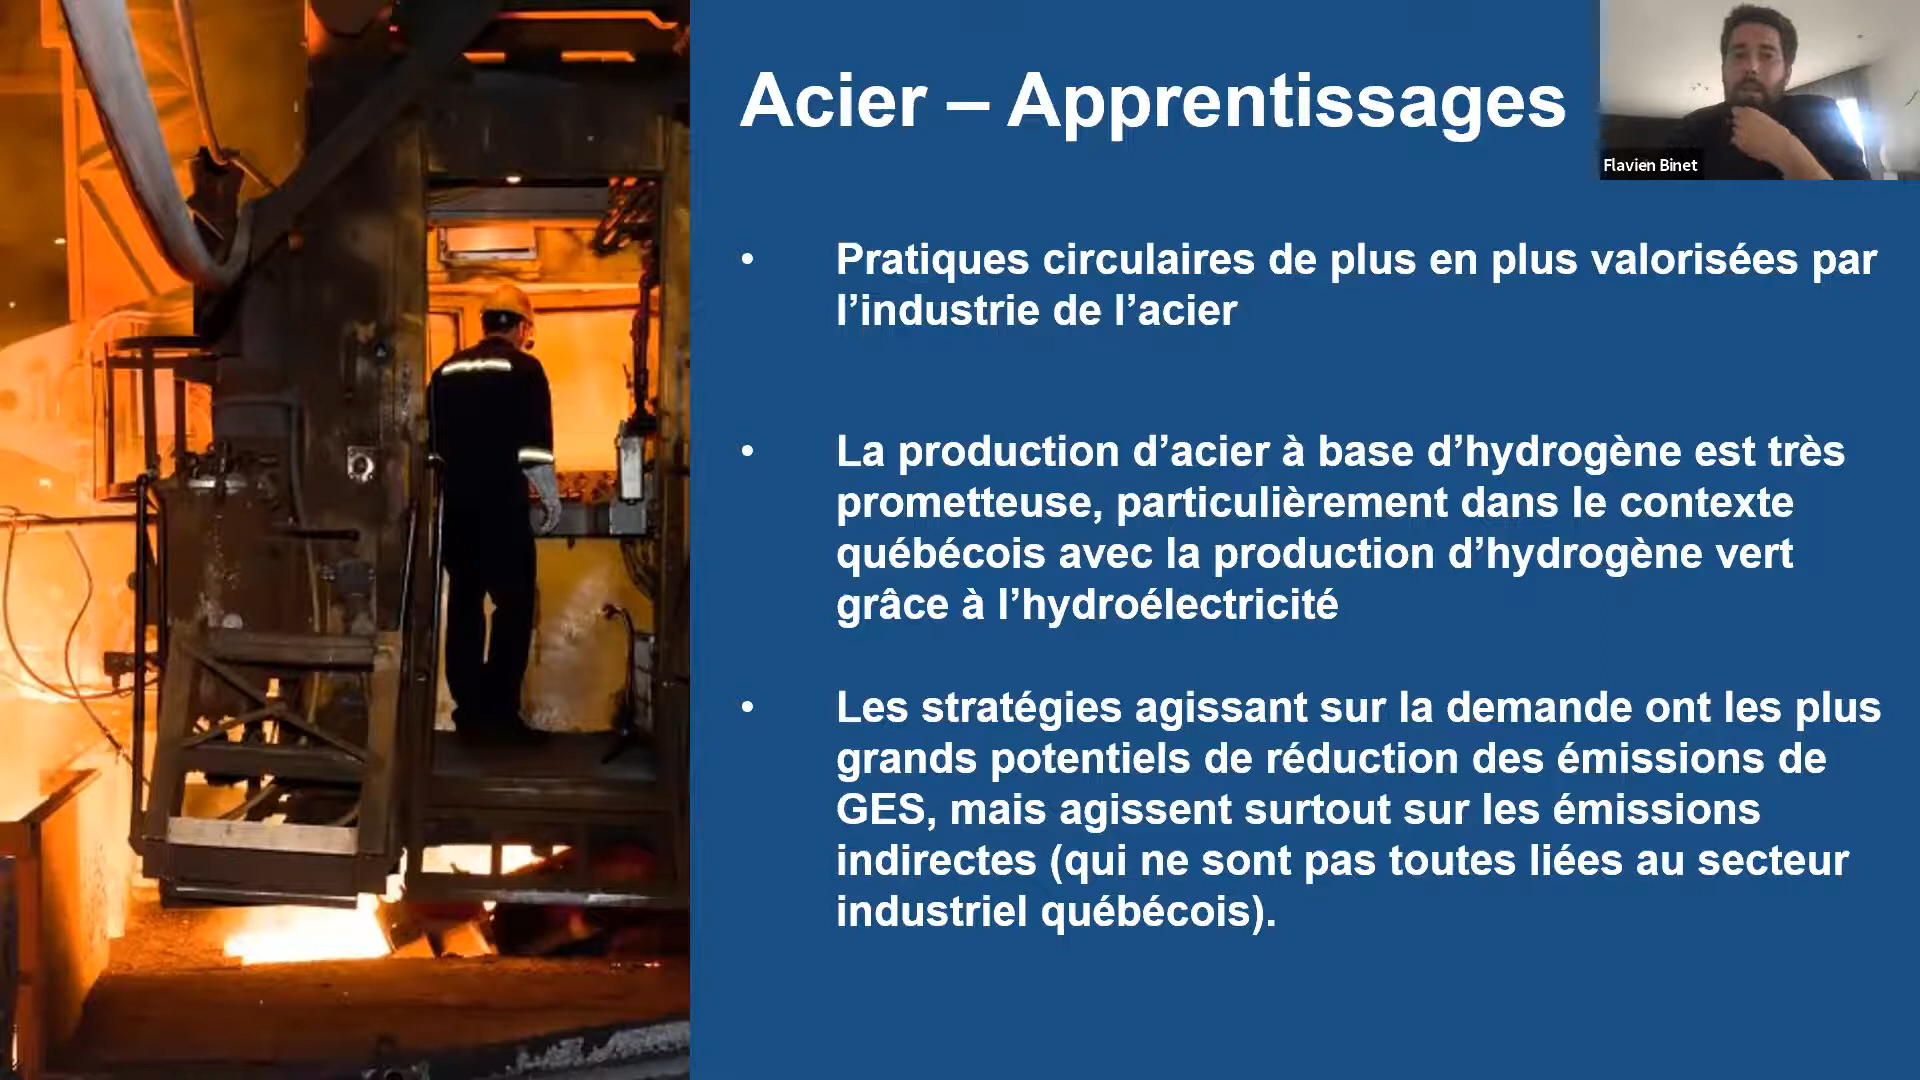 Acier – Apprentissages
Flavien Binet
• Pratiques circulaires de plus en plus valorisées par
l’industrie de l’acier
• La production d’acier à base d’hydrogène est très
prometteuse, particulièrement dans le contexte
québécois avec la production d’hydrogène vert
grâce à l’hydroélectricité
• Les stratégies agissant sur la demande ont les plus
grands potentiels de réduction des émissions de
GES, mais agissent surtout sur les émissions
indirectes (qui ne sont pas toutes liées au secteur
industriel québécois).